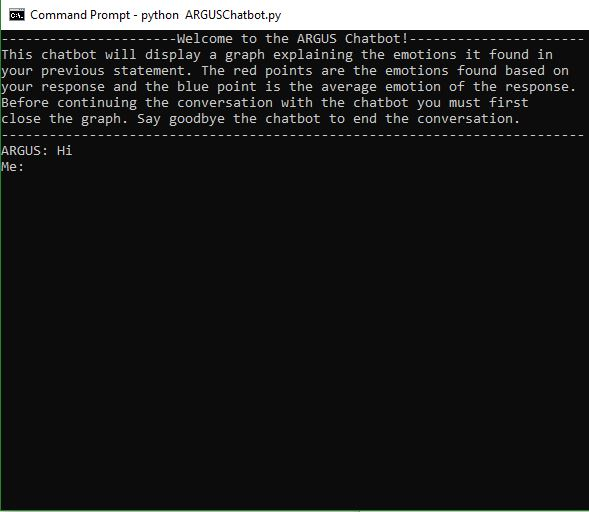 Command Prompt - python  ARGUSChatbot.py
----------------------Welcome to the ARGUS Chatbot!----------------------
This chatbot will display a graph explaining the emotions it found in
your previous statement. The red points are the emotions found based on
your response and the blue point is the average emotion of the response.
Before continuing the conversation with the chatbot you must first
close the graph. Say goodbye the chatbot to end the conversation.
-------------------------------------------------------------------------
ARGUS: Hi
Me: